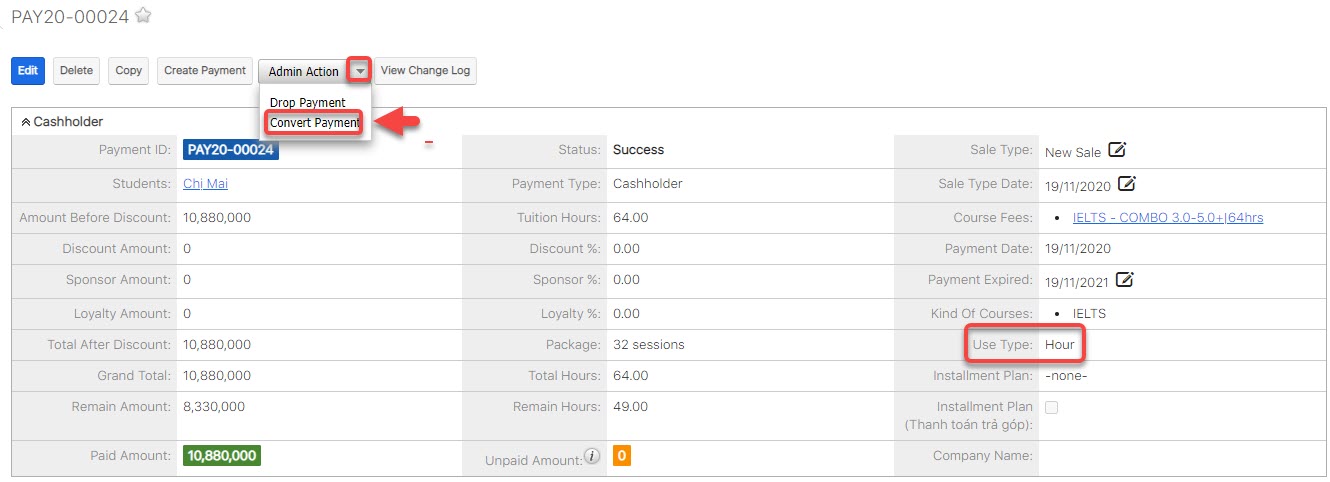 PAY20-00024
Edit Delete Copy Create Payment Admin Action View Change Log
Drop Payment
Convert Payment
Cashholder
Payment ID: PAY20-00024 Status: Success Sale Type: New Sale
Students: Chị Mai Payment Type: Cashholder Sale Type Date: 19/11/2020
Amount Before Discount: 10,880,000 Tuition Hours: 64.00 Course Fees: • IELTS - COMBO 3.0-5.0+|64hrs
Discount Amount: 0 Discount %: 0.00 Payment Date: 19/11/2020
Sponsor Amount: 0 Sponsor %: 0.00 Payment Expired: 19/11/2021
Loyalty Amount: 0 Loyalty %: 0.00 Kind Of Courses: • IELTS
Total After Discount: 10,880,000 Package: 32 sessions Use Type: Hour
Grand Total: 10,880,000 Total Hours: 64.00 Installment Plan: -none-
Remain Amount: 8,330,000 Remain Hours: 49.00 Installment Plan
(Thanh toán trả góp):
Paid Amount: 10,880,000 Unpaid Amount: i 0 Company Name: